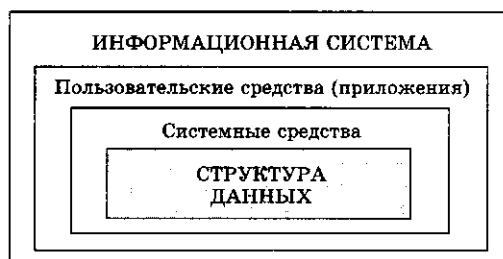 ИНФОРМАЦИОННАЯ СИСТЕМА
Пользовательские средства (приложения)
Системные средства
СТРУКТУРА
ДАННЫХ